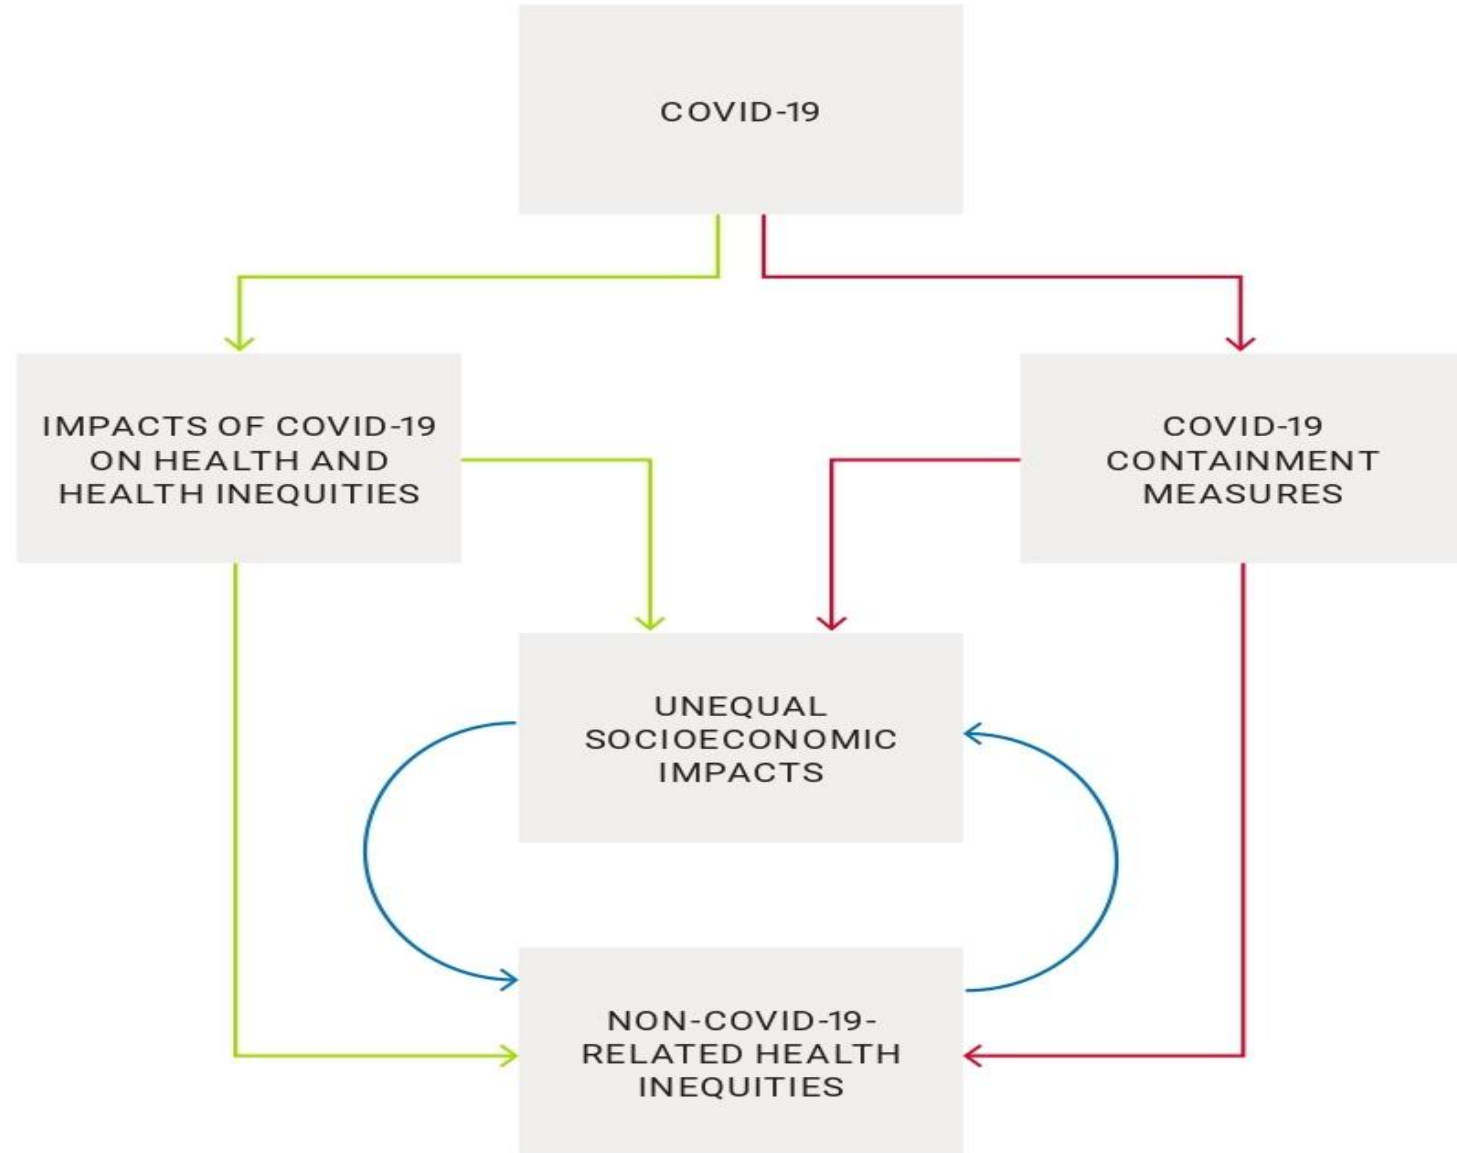 COVID-19
IMPACTS OF COVID-19
ON HEALTH AND
HEALTH INEQUITIES
COVID-19
CONTAINMENT
MEASURES
UNEQUAL
SOCIOECONOMIC
IMPACTS
NON-COVID-19-
RELATED HEALTH
INEQUITIES